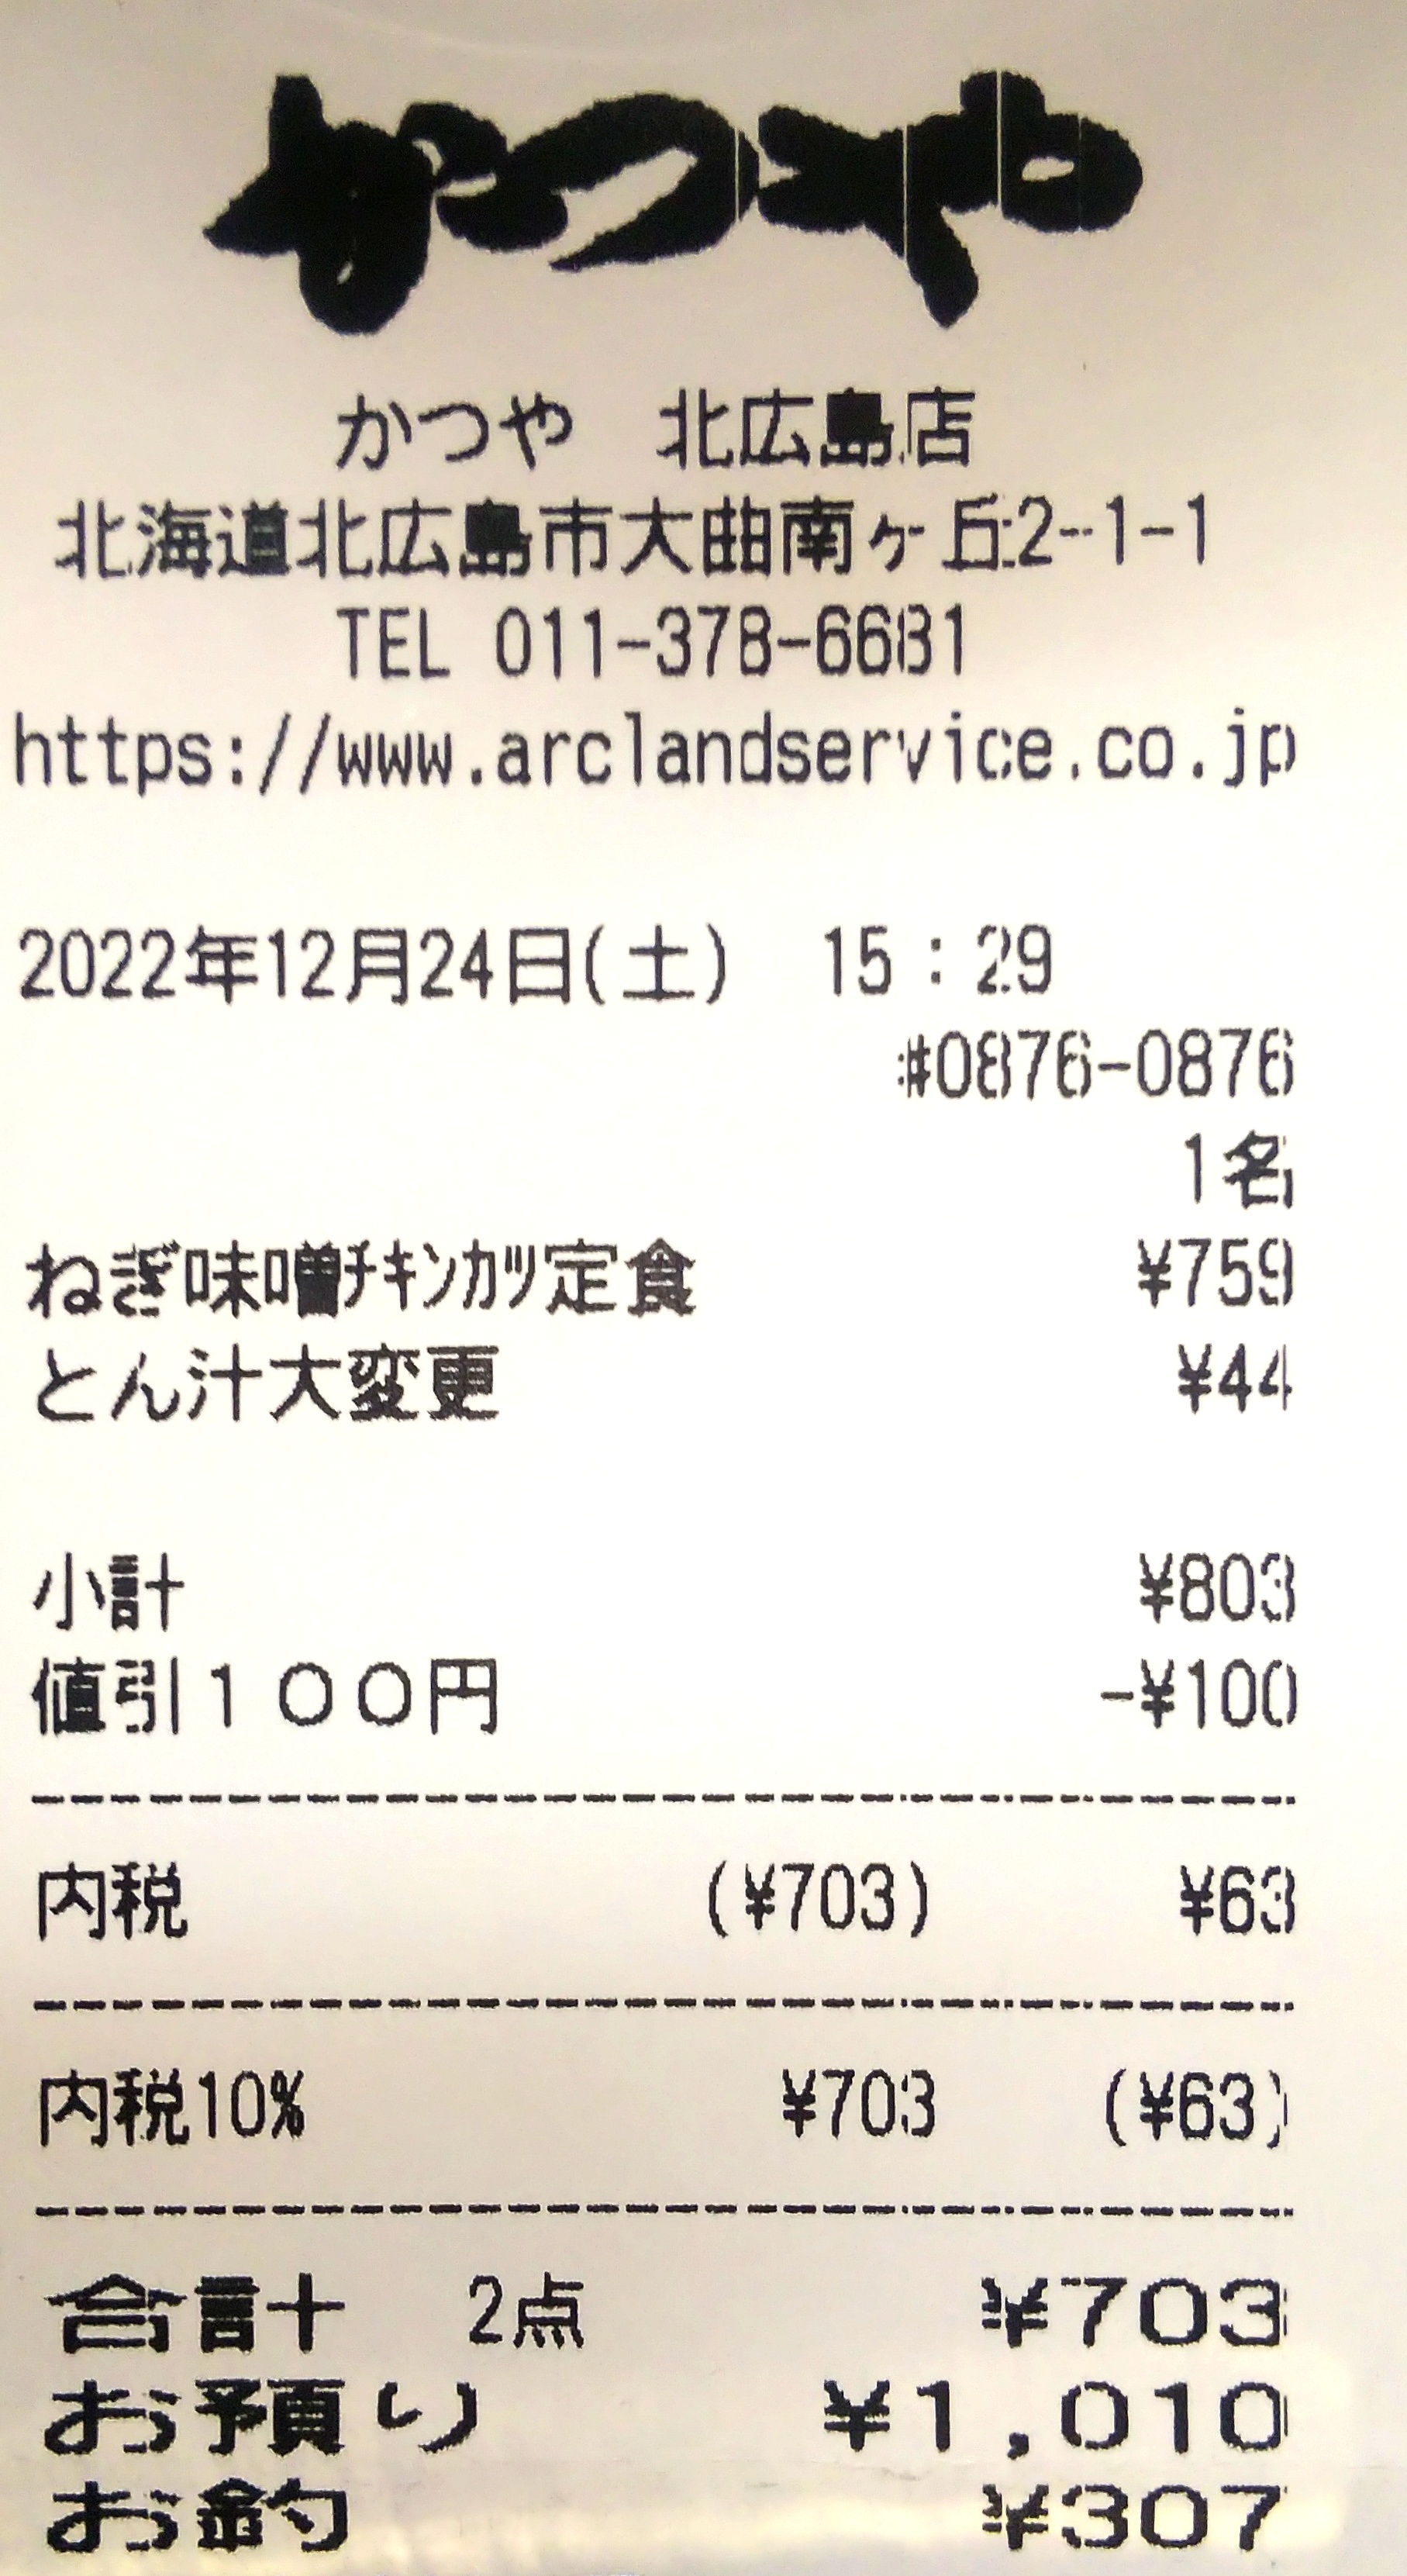 かつや
かつや 北広島店
北海道北広島市大曲南ヶ丘2-1-1
TEL 011-378-6681
https://www.arclandservice.co.jp
2022年12月24日(土) 15:29
#0876-0876
1名
ねぎ味噌ﾁｷﾝｶﾂ定食 ¥759
とん汁大変更 ¥44
小計 ¥803
値引１００円 -¥100
内税 (¥703) ¥63
内税10% ¥703 (¥63)
合計 2点 ¥703
お預り ¥1,010
お釣 ¥307